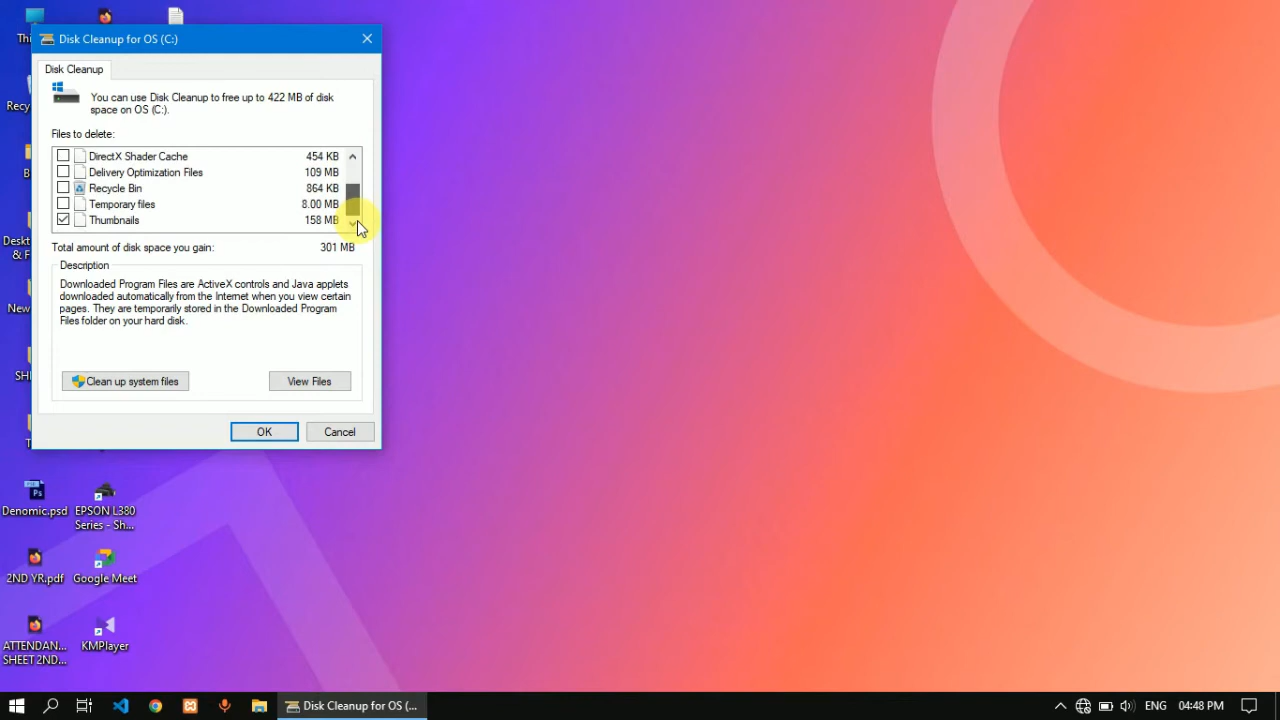 Disk Cleanup for OS (C:)
Disk Cleanup
You can use Disk Cleanup to free up to 422 MB of disk
space on OS (C:).
Files to delete:
DirectX Shader Cache 454 KB
Delivery Optimization Files 109 MB
Recycle Bin 864 KB
Temporary files 8.00 MB
Thumbnails 158 MB
Total amount of disk space you gain: 301 MB
Description
Downloaded Program Files are ActiveX controls and Java applets
downloaded automatically from the Internet when you view certain
pages. They are temporarily stored in the Downloaded Program
Files folder on your hard disk.
Clean up system files
View Files
OK
Cancel
Thi
Recy
Desktop
& F
New
Denomic.psd
EPSON L380
Series - Sh...
2ND YR.pdf
Google Meet
ATTENDAN...
SHEET 2ND...
KMPlayer
Disk Cleanup for OS (...
ENG
04:48 PM